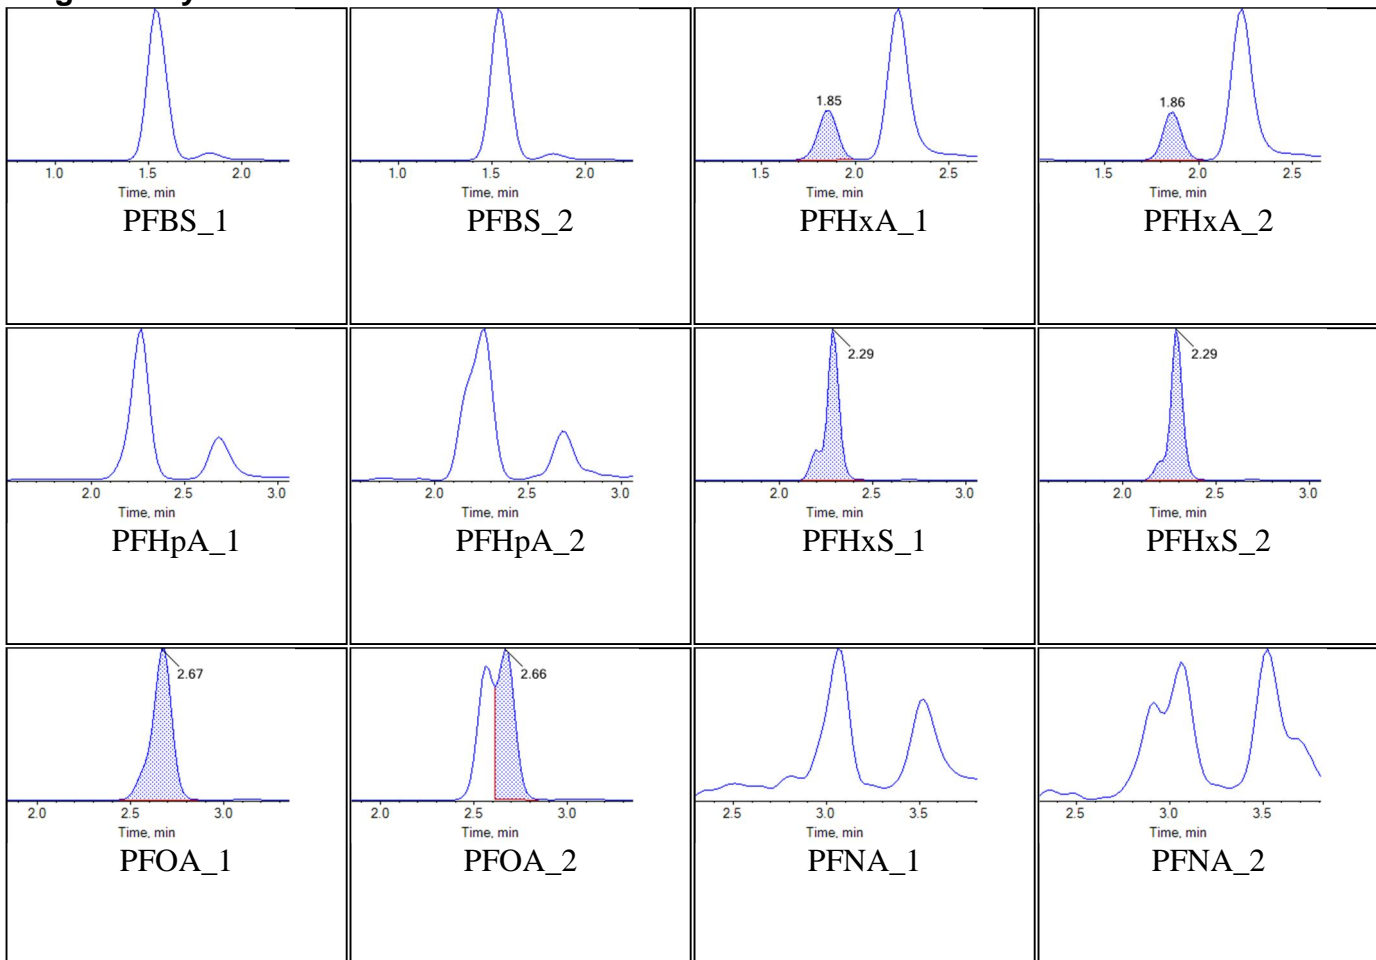 1.0 1.5 2.0
Time, min
PFBS_1
1.0 1.5 2.0
Time, min
PFBS_2
1.85
1.5 2.0 2.5
Time, min
PFHxA_1
1.86
1.5 2.0 2.5
Time, min
PFHxA_2
2.0 2.5 3.0
Time, min
PFHpA_1
2.0 2.5 3.0
Time, min
PFHpA_2
2.29
2.0 2.5 3.0
Time, min
PFHxS_1
2.29
2.0 2.5 3.0
Time, min
PFHxS_2
2.67
2.0 2.5 3.0
Time, min
PFOA_1
2.66
2.0 2.5 3.0
Time, min
PFOA_2
2.5 3.0 3.5
Time, min
PFNA_1
2.5 3.0 3.5
Time, min
PFNA_2